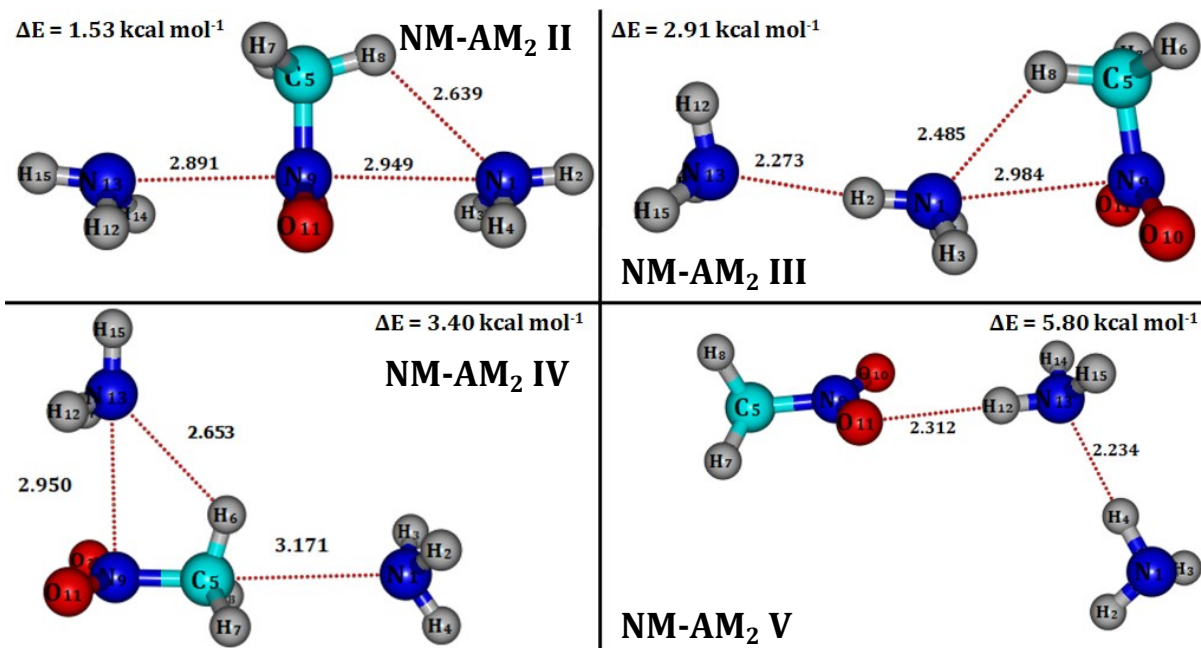 ΔE = 1.53 kcal mol⁻¹
NM-AM₂ II
H₇
H₈
C₅
2.639
H₁₅
N₁₃
2.891
N₉
2.949
N₁
H₂
H₁₂
H₁₄
O₁₁
H₃
H₄
ΔE = 2.91 kcal mol⁻¹
H₆
H₈
C₅
H₁₂
2.485
N₁₃
2.273
2.984
N₉
H₁₅
H₂
N₁
O₁₁
O₁₀
H₃
NM-AM₂ III
ΔE = 3.40 kcal mol⁻¹
H₁₅
NM-AM₂ IV
N₁₃
H₁₂
2.653
2.950
H₆
H₃
H₂
3.171
N₁
N₉
C₅
O₁₁
H₇
H₄
ΔE = 5.80 kcal mol⁻¹
H₈
O₁₀
H₁₄
H₁₅
N₉
C₅
O₁₁
H₁₂
N₁₃
2.312
H₇
2.234
H₄
N₁
H₃
H₂
NM-AM₂ V